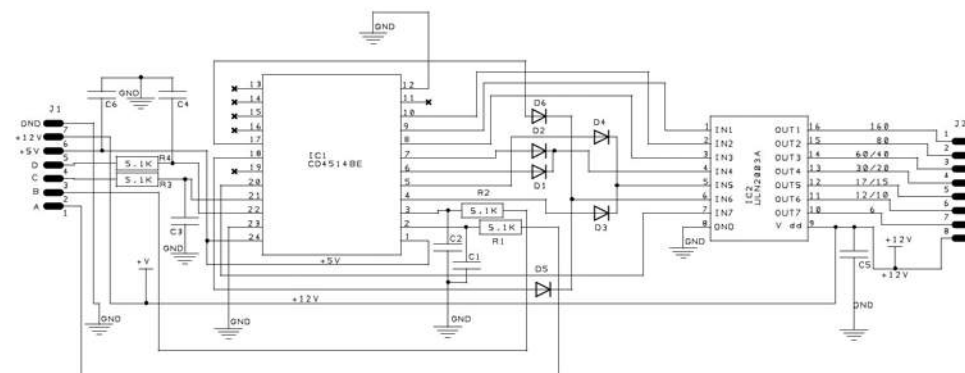 GND
GND
C6
C4
J1
GND
+12V
+5V
D
C
B
A
7
6
5
4
3
2
1
5.1K
R4
5.1K
R3
C3
GND
+V
GND
13
14
15
16
17
18
19
20
21
22
23
24
IC1
CD4514BE
12
11
10
9
8
7
6
5
4
3
2
1
+5V
+12V
GND
R2
5.1K
5.1K
R1
C2
C1
GND
D6
D2
D1
D4
D3
D5
1
2
3
4
5
6
7
8
IN1
IN2
IN3
IN4
IN5
IN6
IN7
GND
IC2
ULN2003A
OUT1
OUT2
OUT3
OUT4
OUT5
OUT6
OUT7
V dd
16
15
14
13
12
11
10
9
160
80
60/40
30/20
17/15
12/10
6
GND
C5
GND
+12V
+12V
J2
1
2
3
4
5
6
7
8